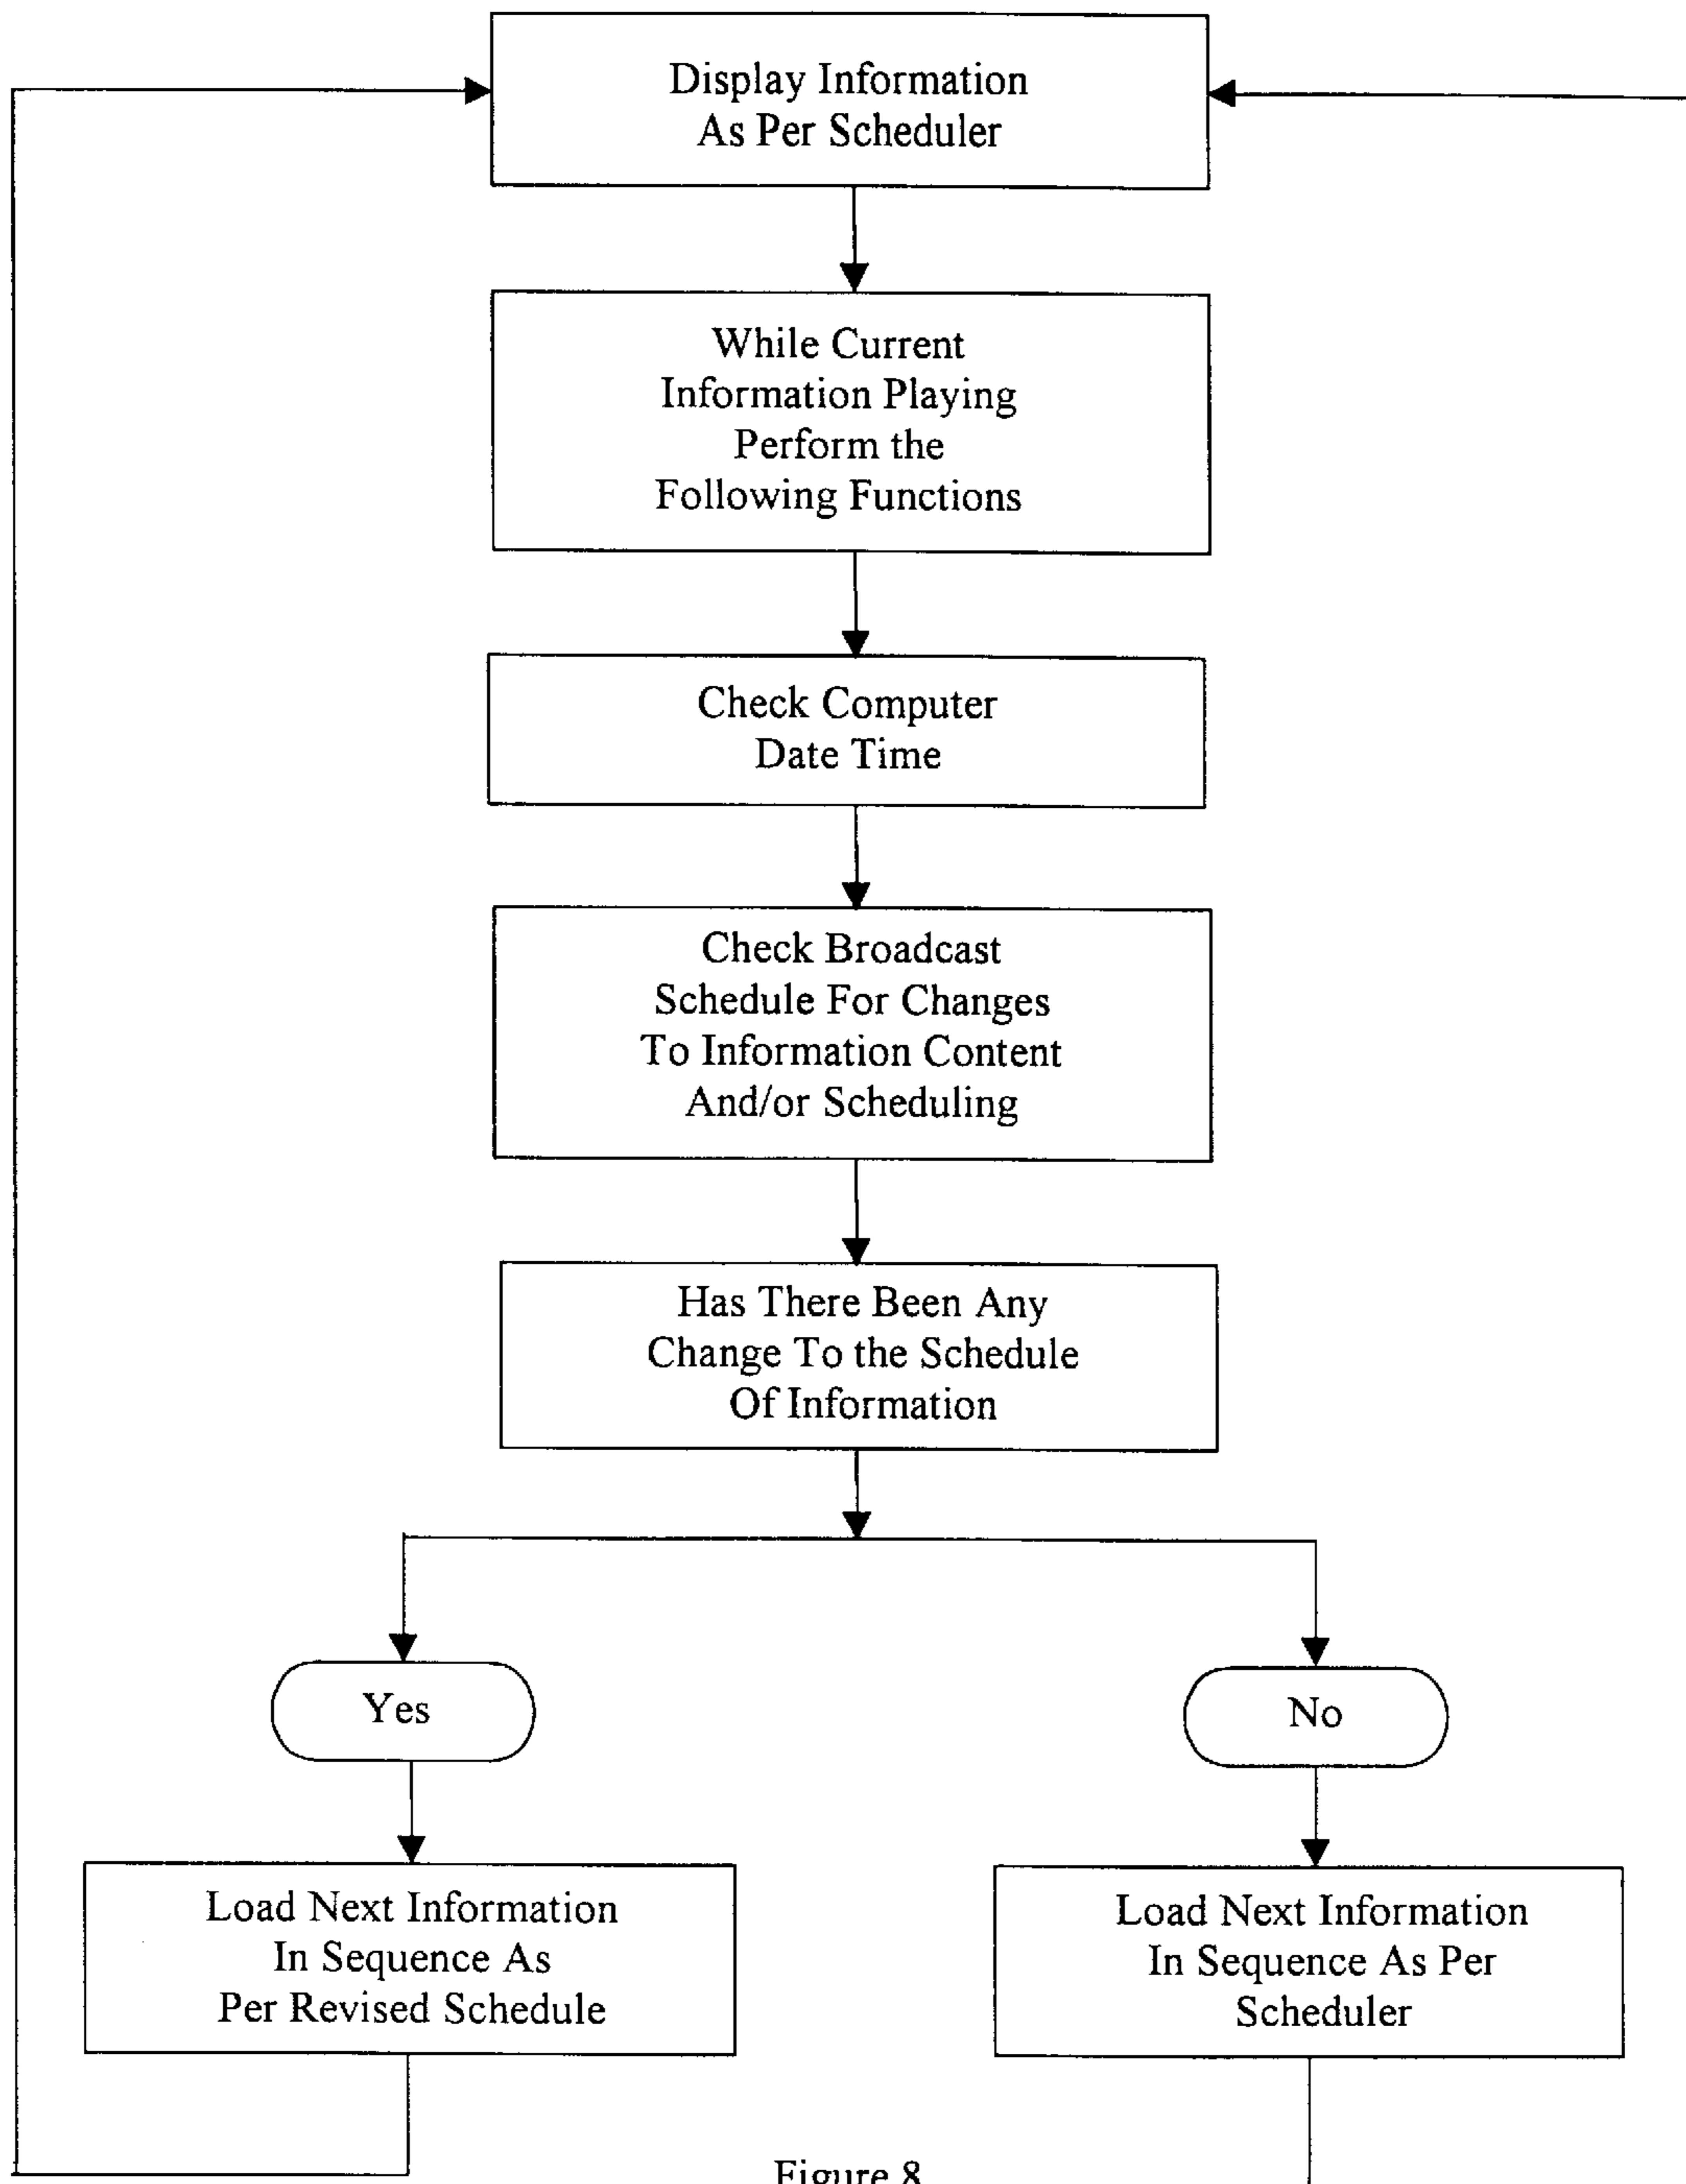 Display Information
As Per Scheduler
While Current
Information Playing
Perform the
Following Functions
Check Computer
Date Time
Check Broadcast
Schedule For Changes
To Information Content
And/or Scheduling
Has There Been Any
Change To the Schedule
Of Information
Yes
No
Load Next Information
In Sequence As
Per Revised Schedule
Load Next Information
In Sequence As Per
Scheduler
Figure 8